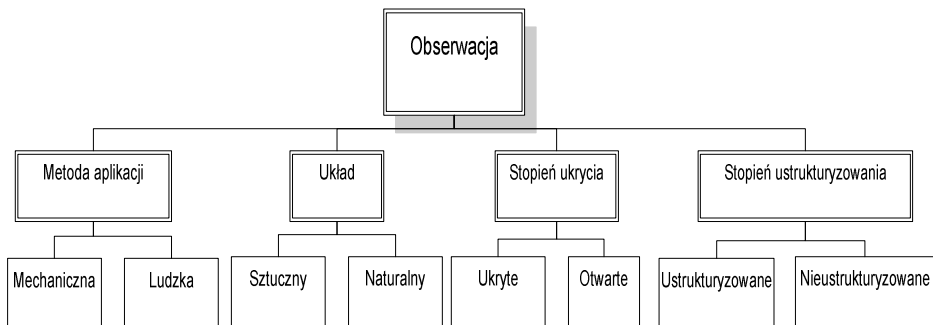 Obserwacja
Metoda aplikacji
Układ
Stopień ukrycia
Stopień ustrukturyzowania
Mechaniczna
Ludzka
Sztuczny
Naturalny
Ukryte
Otwarte
Ustrukturyzowane
Nieustrukturyzowane